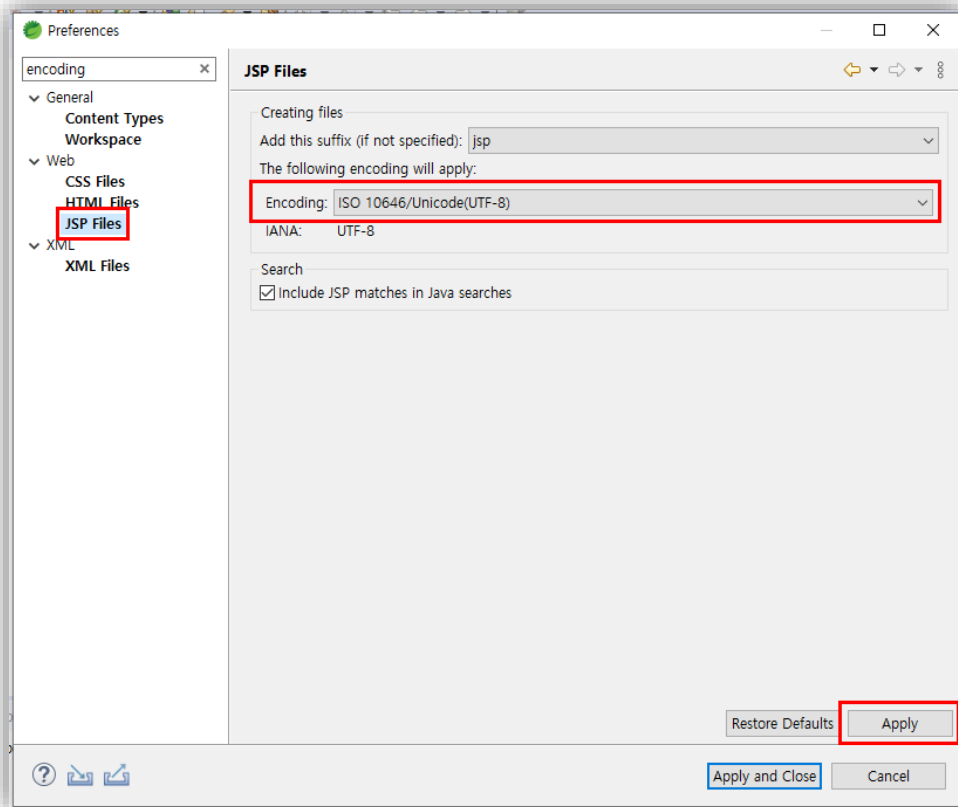 Preferences
encoding
JSP Files
General
Content Types
Workspace
Web
CSS Files
HTML Files
JSP Files
XML
XML Files
Creating files
Add this suffix (if not specified): jsp
The following encoding will apply:
Encoding: ISO 10646/Unicode(UTF-8)
IANA: UTF-8
Search
Include JSP matches in Java searches
Restore Defaults
Apply
Apply and Close
Cancel